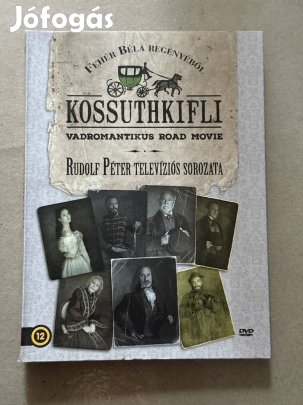 Jófogás
FEHÉR BÉLA REGÉNYÉBŐL
KOSSUTHKIFLI
VADROMANTIKUS ROAD MOVIE
RUDOLF PÉTER TELEVÍZIÓS SOROZATA
12
DVD